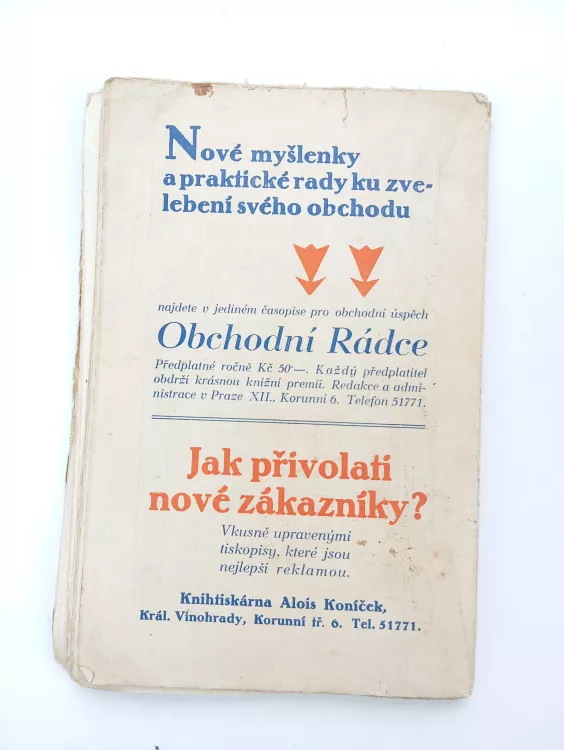 Nové myšlenky
a praktické rady ku zve-
lebení svého obchodu
najdete v jediném časopise pro obchodní úspěch
Obchodní Rádce
Předplatné ročně Kč 50·—. Každý předplatitel
obdrží krásnou knižní premii. Redakce a admi-
nistrace v Praze XII., Korunní 6. Telefon 51771.
Jak přivolati
nové zákazníky?
Vkusně upravenými
tiskopisy, které jsou
nejlepší reklamou.
Knihtiskárna Alois Koníček,
Král. Vinohrady, Korunní tř. 6. Tel. 51771.